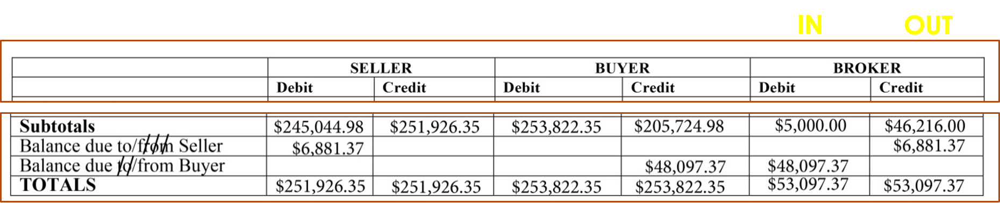 IN OUT
SELLER BUYER BROKER
Debit Credit Debit Credit Debit Credit
Subtotals $245,044.98 $251,926.35 $253,822.35 $205,724.98 $5,000.00 $46,216.00
Balance due to/from Seller $6,881.37 $6,881.37
Balance due to/from Buyer $48,097.37 $48,097.37
TOTALS $251,926.35 $251,926.35 $253,822.35 $253,822.35 $53,097.37 $53,097.37